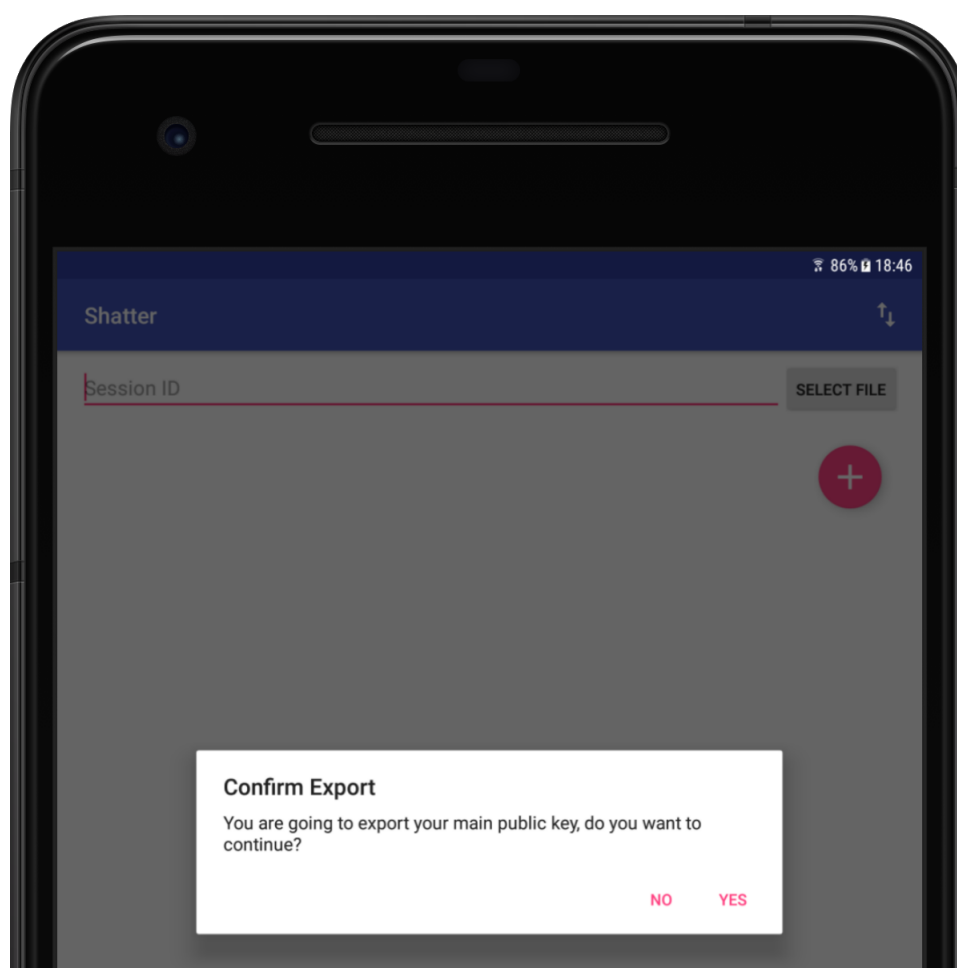 86% 18:46
Shatter
Session ID
SELECT FILE
Confirm Export
You are going to export your main public key, do you want to
continue?
NO YES